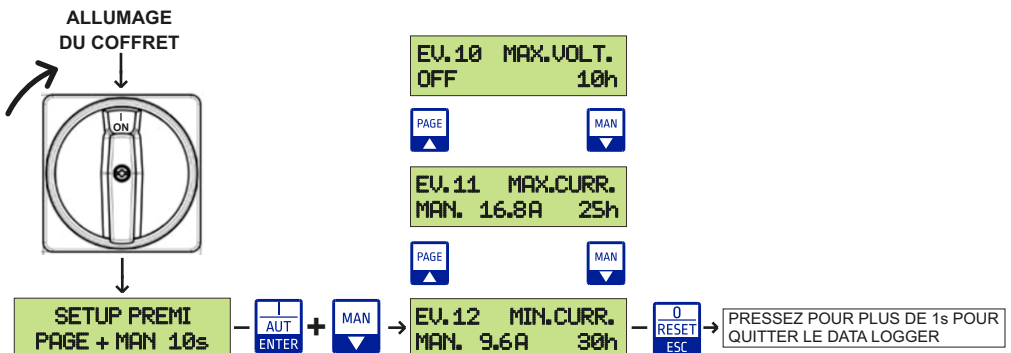 ALLUMAGE
DU COFFRET
I
ON
EV.10 MAX.VOLT.
OFF 10h
PAGE
MAN
EV.11 MAX.CURR.
MAN. 16.8A 25h
PAGE
MAN
SETUP PREMI
PAGE + MAN 10s
–
I
AUT
ENTER
+
MAN
EV.12 MIN.CURR.
MAN. 9.6A 30h
–
0
RESET
ESC
PRESSEZ POUR PLUS DE 1s POUR
QUITTER LE DATA LOGGER